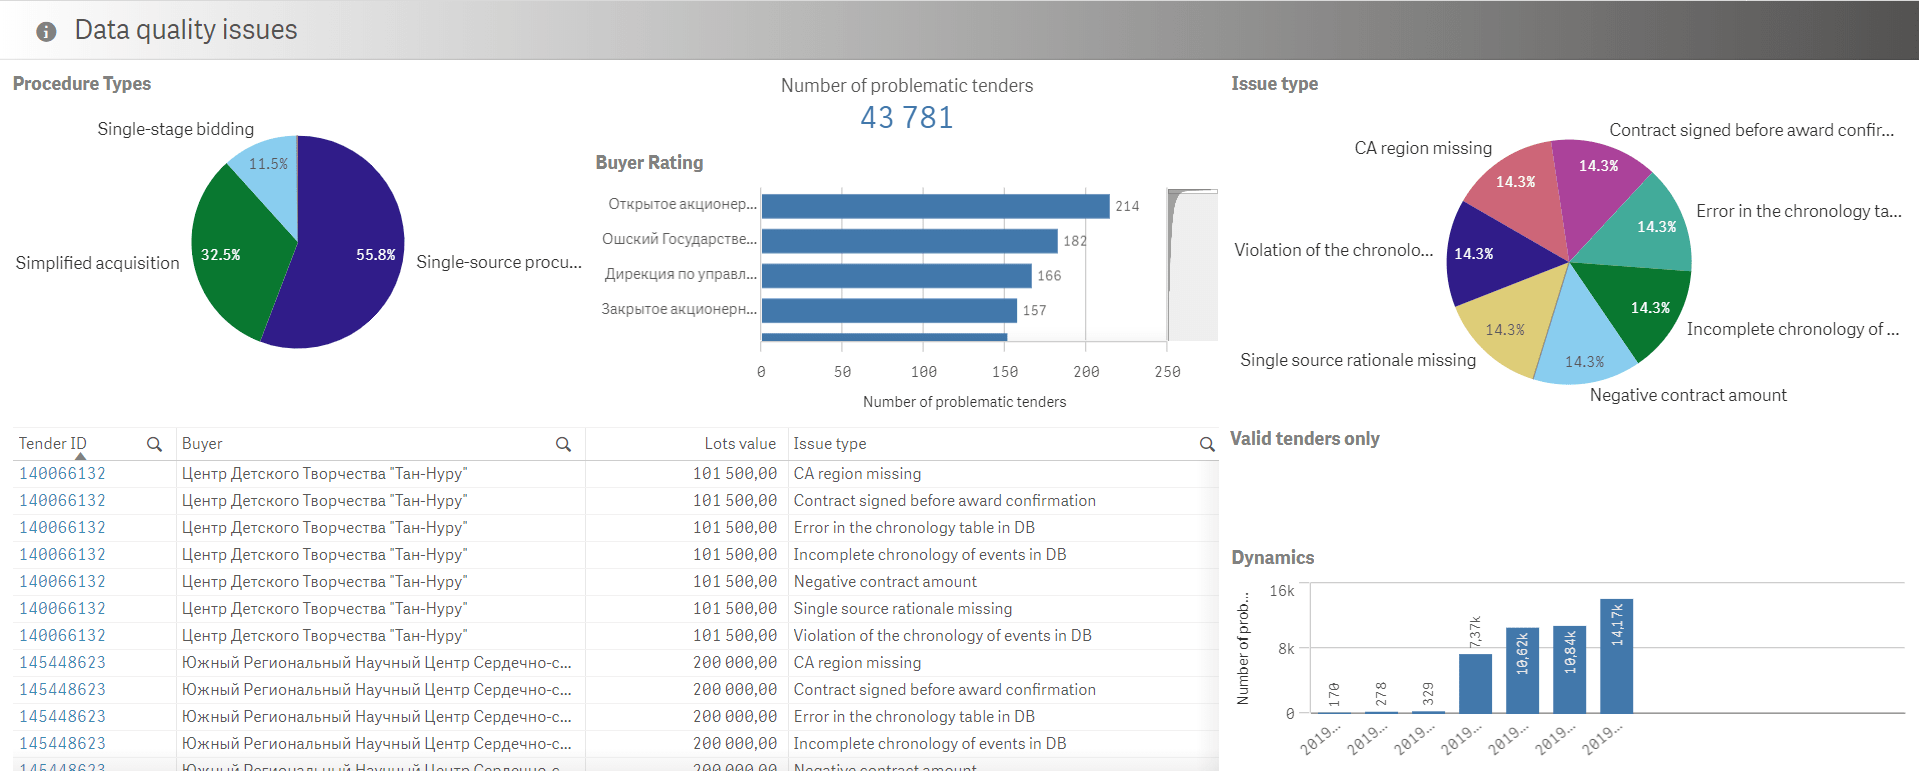 Data quality issues
Procedure Types
Single-stage bidding
11.5%
32.5%
55.8%
Simplified acquisition
Single-source procu...
Number of problematic tenders
43 781
Buyer Rating
Открытое акционер...
214
Ошский Государстве...
182
Дирекция по управл...
166
Закрытое акционерн...
157
0 50 100 150 200 250
Number of problematic tenders
Issue type
Contract signed before award confir...
CA region missing
14.3%
14.3%
Error in the chronology ta...
14.3%
Violation of the chronolo...
14.3%
14.3%
Incomplete chronology of ...
14.3%
Single source rationale missing
14.3%
Negative contract amount
Tender ID Buyer Lots value Issue type
140066132 Центр Детского Творчества "Тан-Нуру" 101 500,00 CA region missing
140066132 Центр Детского Творчества "Тан-Нуру" 101 500,00 Contract signed before award confirmation
140066132 Центр Детского Творчества "Тан-Нуру" 101 500,00 Error in the chronology table in DB
140066132 Центр Детского Творчества "Тан-Нуру" 101 500,00 Incomplete chronology of events in DB
140066132 Центр Детского Творчества "Тан-Нуру" 101 500,00 Negative contract amount
140066132 Центр Детского Творчества "Тан-Нуру" 101 500,00 Single source rationale missing
140066132 Центр Детского Творчества "Тан-Нуру" 101 500,00 Violation of the chronology of events in DB
145448623 Южный Региональный Научный Центр Сердечно-с... 200 000,00 CA region missing
145448623 Южный Региональный Научный Центр Сердечно-с... 200 000,00 Contract signed before award confirmation
145448623 Южный Региональный Научный Центр Сердечно-с... 200 000,00 Error in the chronology table in DB
145448623 Южный Региональный Научный Центр Сердечно-с... 200 000,00 Incomplete chronology of events in DB
145448623 Южный Региональный Научный Центр Сердечно-с... 200 000,00 Negative contract amount
Valid tenders only
Dynamics
Number of prob...
16k
8k
0
170
278
329
7,37k
10,62k
10,84k
14,17k
2019... 2019... 2019... 2019... 2019... 2019... 2019...